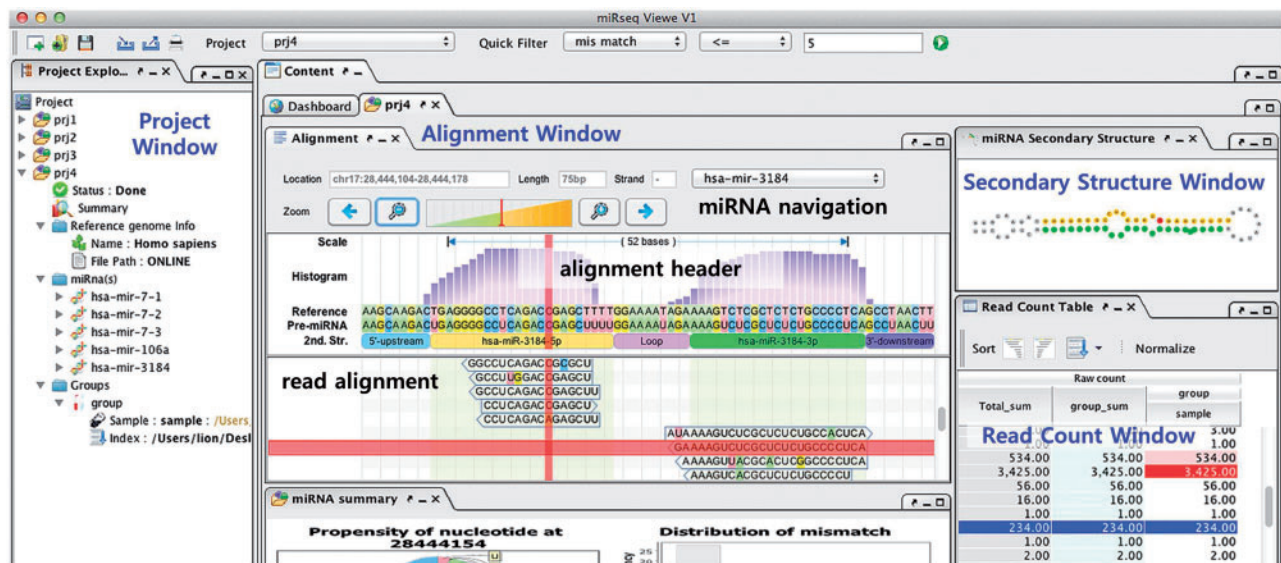 miRseq Viewe V1
Project prj4 Quick Filter mis match <= 5
Project Explo...
Content
Project
prj1
prj2
prj3
prj4
Status : Done
Summary
Reference genome Info
Name : Homo sapiens
File Path : ONLINE
miRna(s)
hsa-mir-7-1
hsa-mir-7-2
hsa-mir-7-3
hsa-mir-106a
hsa-mir-3184
Groups
group
Sample : sample : /Users
Index : /Users/lion/Desl
Project
Window
Dashboard prj4
Alignment
Alignment Window
Location chr17:28,444,104-28,444,178 Length 75bp Strand - hsa-mir-3184
Zoom
miRNA navigation
Scale
( 52 bases )
Histogram
alignment header
Reference AAGCAAGACTGAGGGGCCTCAGACCGAGCTTTTGGAAAATAGAAAAGTCTCGCTCTCTGCCCCTCAGCCTAACTT
Pre-miRNA AAGCAAGACUGAGGGGCCUCAGACCGAGCUUUUGGAAAAUAGAAAAGUCUCGCUCUCUGCCCCUCAGCCUAACUU
2nd. Str. 5'-upstream hsa-miR-3184-5p Loop hsa-miR-3184-3p 3'-downstream
read alignment
GGCCUCAGACCGCGCU
GCCUUGGACCGAGCU
GCCUCAGACCGAGCUU
CCUCAGACCGAGCU
CCUCAGACAGAGCUU
AUAAAAGUCUCGCUCUCUGCCACUCA
GAAAAGUCUCGCUCUCUGCCCCUCA
AAAAGUUACGCACUCGGCCCCUCA
AAAGUCACGCUCUCUGCCCCU
miRNA summary
Propensity of nucleotide at
28444154
U
Distribution of mismatch
25
miRNA Secondary Structure
Secondary Structure Window
Read Count Table
Sort Normalize
Raw count
Total_sum group_sum group
sample
Read Count Window
3.00
1.00
534.00 534.00 534.00
3,425.00 3,425.00 3,425.00
56.00 56.00 56.00
16.00 16.00 16.00
1.00 1.00 1.00
234.00 234.00 234.00
1.00 1.00 1.00
2.00 2.00 2.00